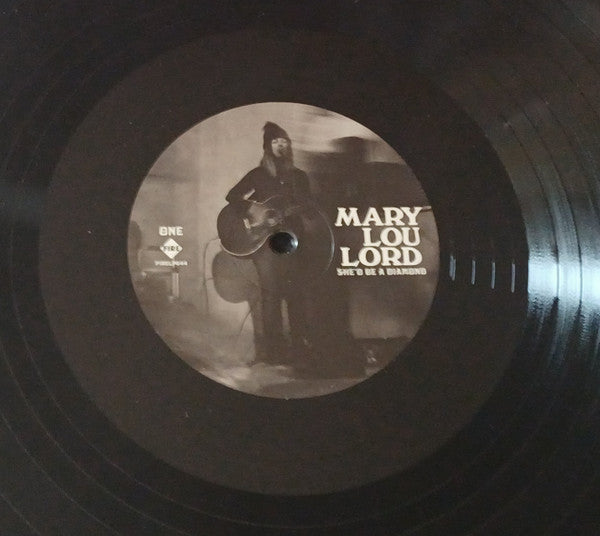 ONE
FIRE
MARY
LOU
LORD
SHE'D BE A DIAMOND